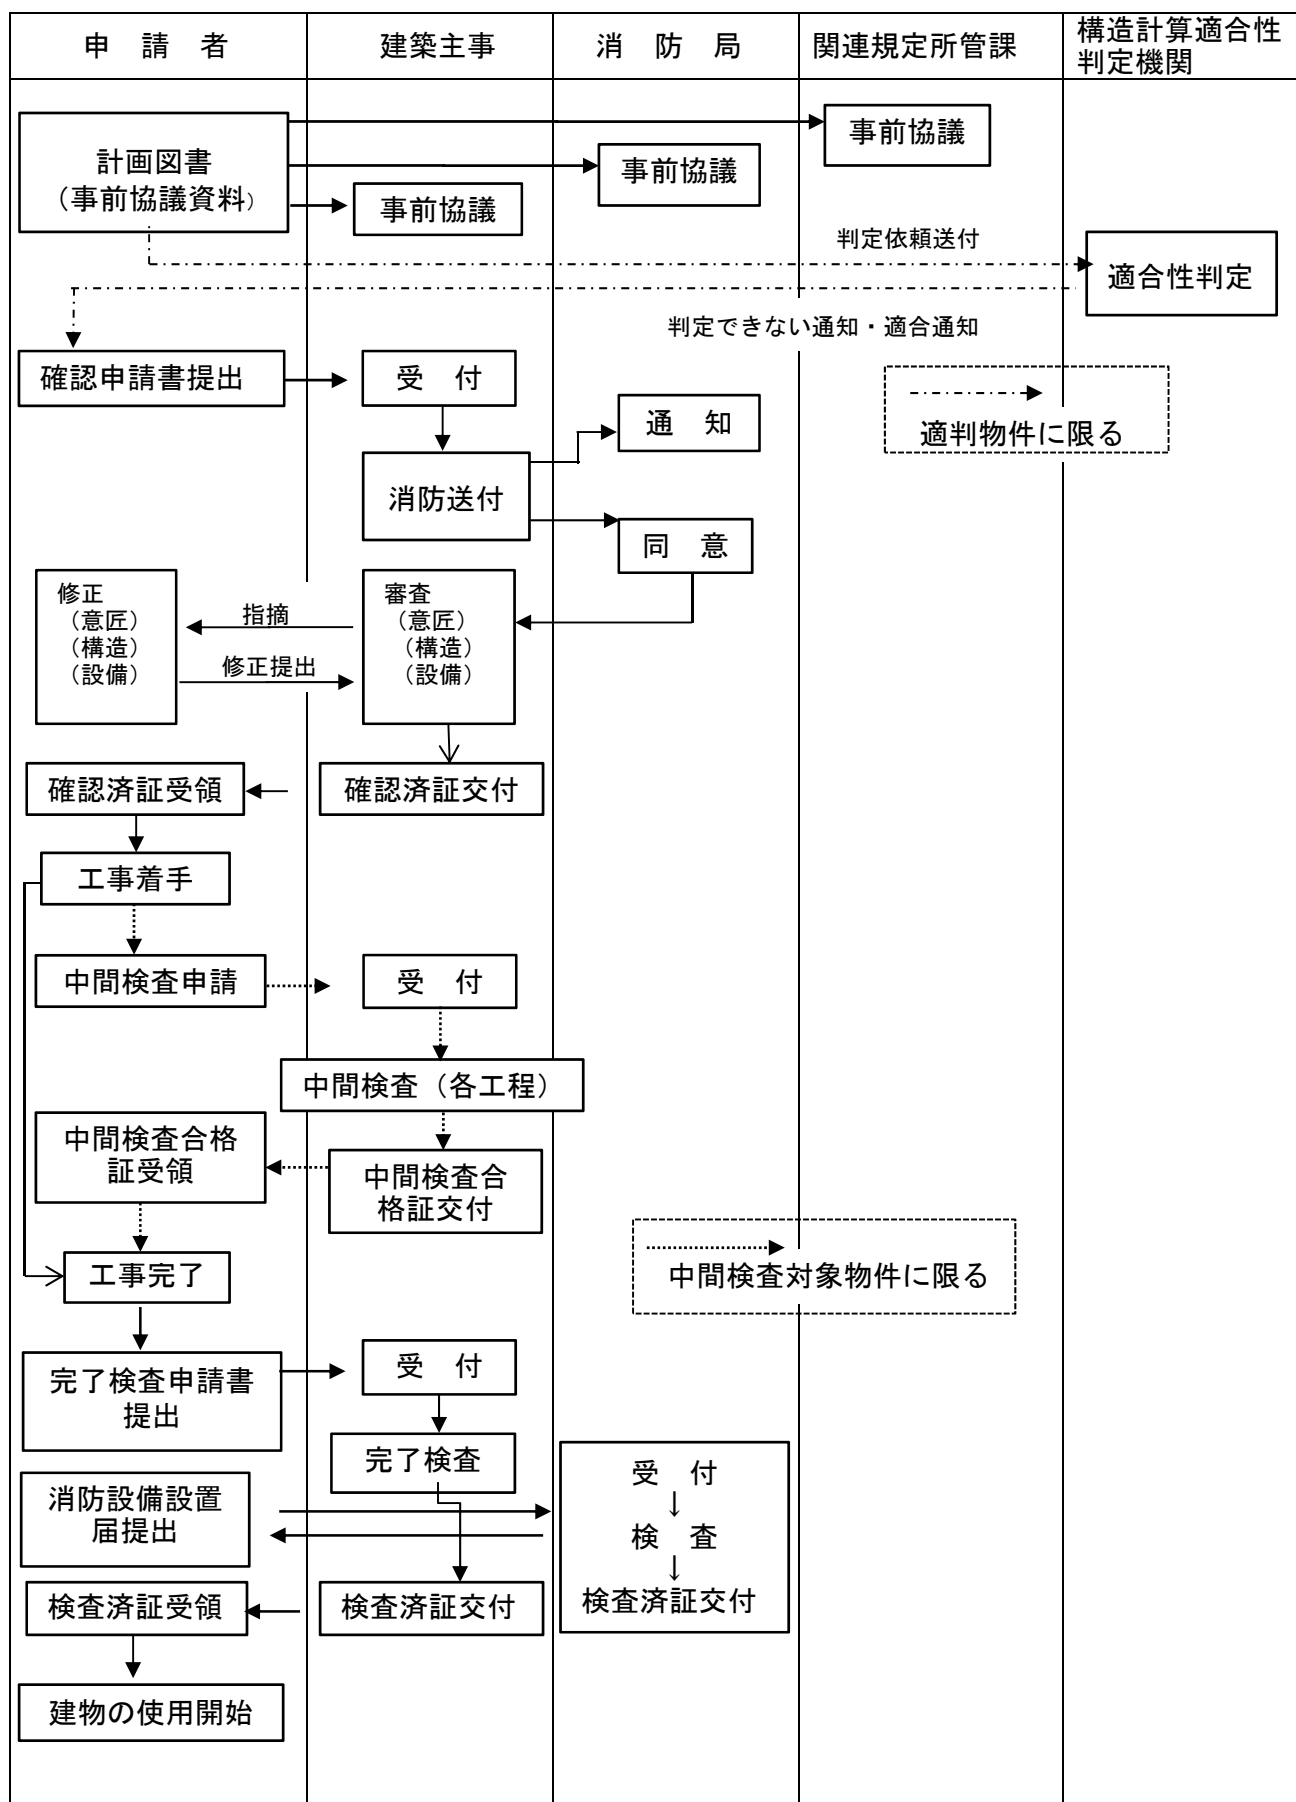 申　請　者
建築主事
消　防　局
関連規定所管課
構造計算適合性
判定機関
計画図書
（事前協議資料）
事前協議
事前協議
事前協議
判定依頼送付
適合性判定
判定できない通知・適合通知
確認申請書提出
受　付
適判物件に限る
通　知
消防送付
同　意
修正
（意匠）
（構造）
（設備）
指摘
修正提出
審査
（意匠）
（構造）
（設備）
確認済証受領
確認済証交付
工事着手
中間検査申請
受　付
中間検査（各工程）
中間検査合格
証受領
中間検査合
格証交付
工事完了
中間検査対象物件に限る
完了検査申請書
提出
受　付
完了検査
消防設備設置
届提出
受　付
↓
検　査
↓
検査済証交付
検査済証受領
検査済証交付
建物の使用開始